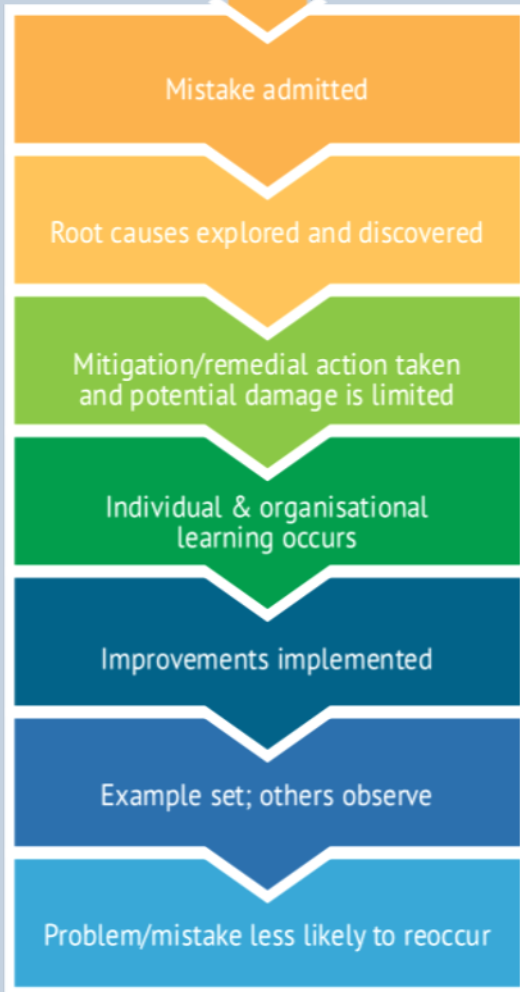 Mistake admitted
Root causes explored and discovered
Mitigation/remedial action taken
and potential damage is limited
Individual & organisational
learning occurs
Improvements implemented
Example set; others observe
Problem/mistake less likely to reoccur